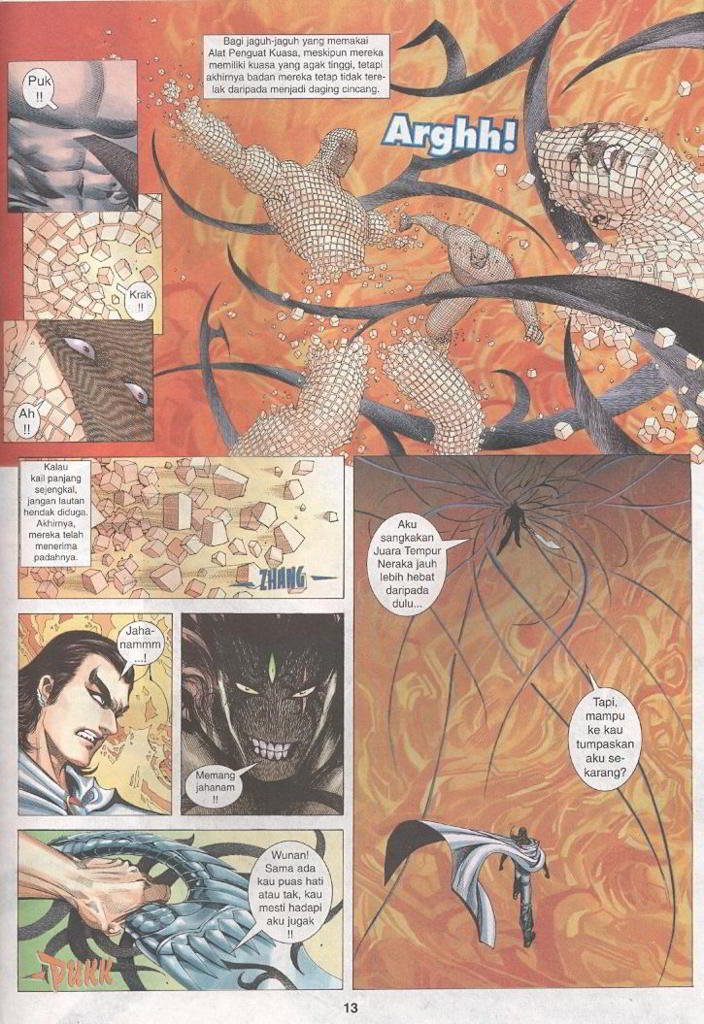 Bagi jaguh-jaguh yang memakai
Alat Penguat Kuasa, meskipun mereka
memiliki kuasa yang agak tinggi, tetapi
akhirnya badan mereka tetap tidak tere-
lak daripada menjadi daging cincang.
Puk
!!
Arghh!
Krak
!!
Ah
!!
Kalau
kail panjang
sejengkal,
jangan lautan
hendak diduga.
Akhirnya,
mereka telah
menerima
padahnya.
ZHANG
Aku
sangkakan
Juara Tempur
Neraka jauh
lebih hebat
daripada
dulu...
Jaha-
nammm
...!
Memang
jahanam
!!
Tapi,
mampu
ke kau
tumpaskan
aku se-
karang?
Wunan!
Sama ada
kau puas hati
atau tak, kau
mesti hadapi
aku jugak
!!
PUKK
13